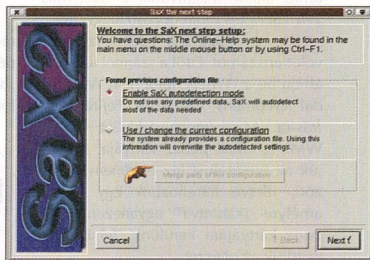 SaX the next step
Welcome to the SaX next step setup:
You have questions: The Online-Help system may be found in the
main menu on the middle mouse button or by using Ctrl-F1.
Found previous configuration file
Enable SaX autodetection mode
Do not use any predefined data, SaX will autodetect
most of the data needed
Use / change the current configuration
The system already provides a configuration file. Using this
information will overwrite the autodetected settings.
Merge parts of this configuration
SaX2
Cancel
Back
Next